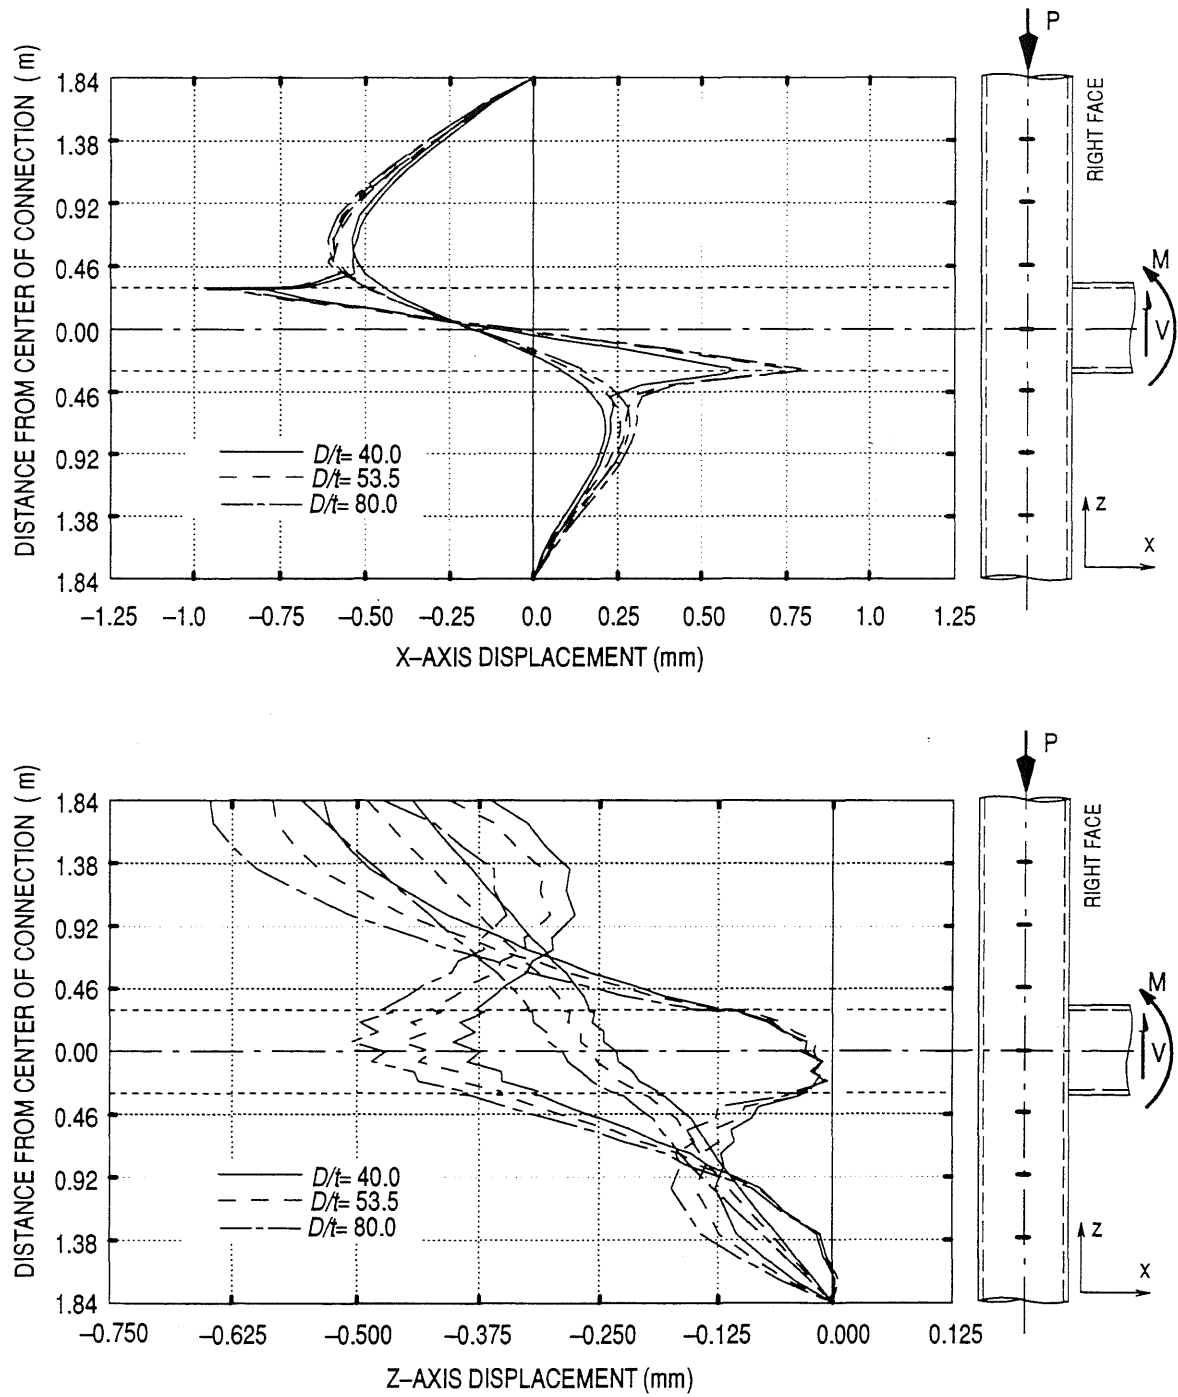 DISTANCE FROM CENTER OF CONNECTION (m)
1.84
1.38
0.92
0.46
0.00
0.46
0.92
1.38
1.84
D/t= 40.0
D/t= 53.5
D/t= 80.0
–1.25 –1.0 –0.75 –0.50 –0.25 0.0 0.25 0.50 0.75 1.0 1.25
X–AXIS DISPLACEMENT (mm)
P
RIGHT FACE
M
V
Z
X
DISTANCE FROM CENTER OF CONNECTION (m)
1.84
1.38
0.92
0.46
0.00
0.46
0.92
1.38
1.84
D/t= 40.0
D/t= 53.5
D/t= 80.0
–0.750 –0.625 –0.500 –0.375 –0.250 –0.125 0.000 0.125
Z–AXIS DISPLACEMENT (mm)
P
RIGHT FACE
M
V
Z
X